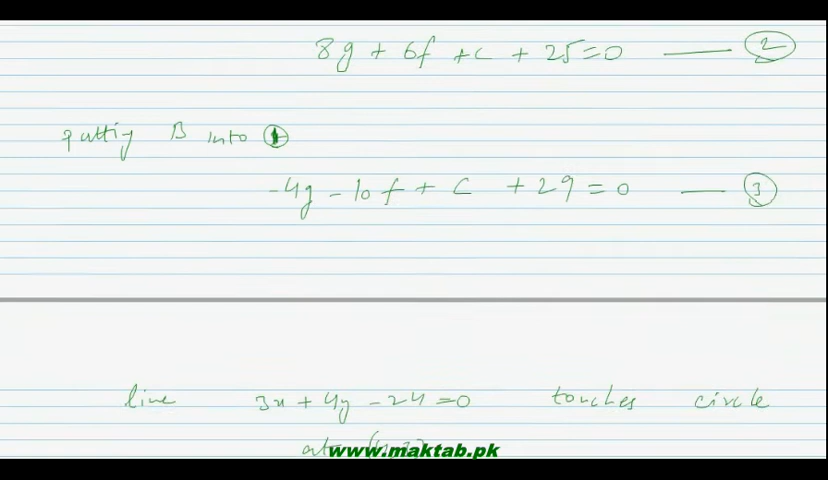 8g + 6f + c + 25 = 0 —— (2)
putting B into (1)
-4g - 10f + c + 29 = 0 —— (3)
line 3x + 4y - 24 = 0 touches circle
at
www.maktab.pk